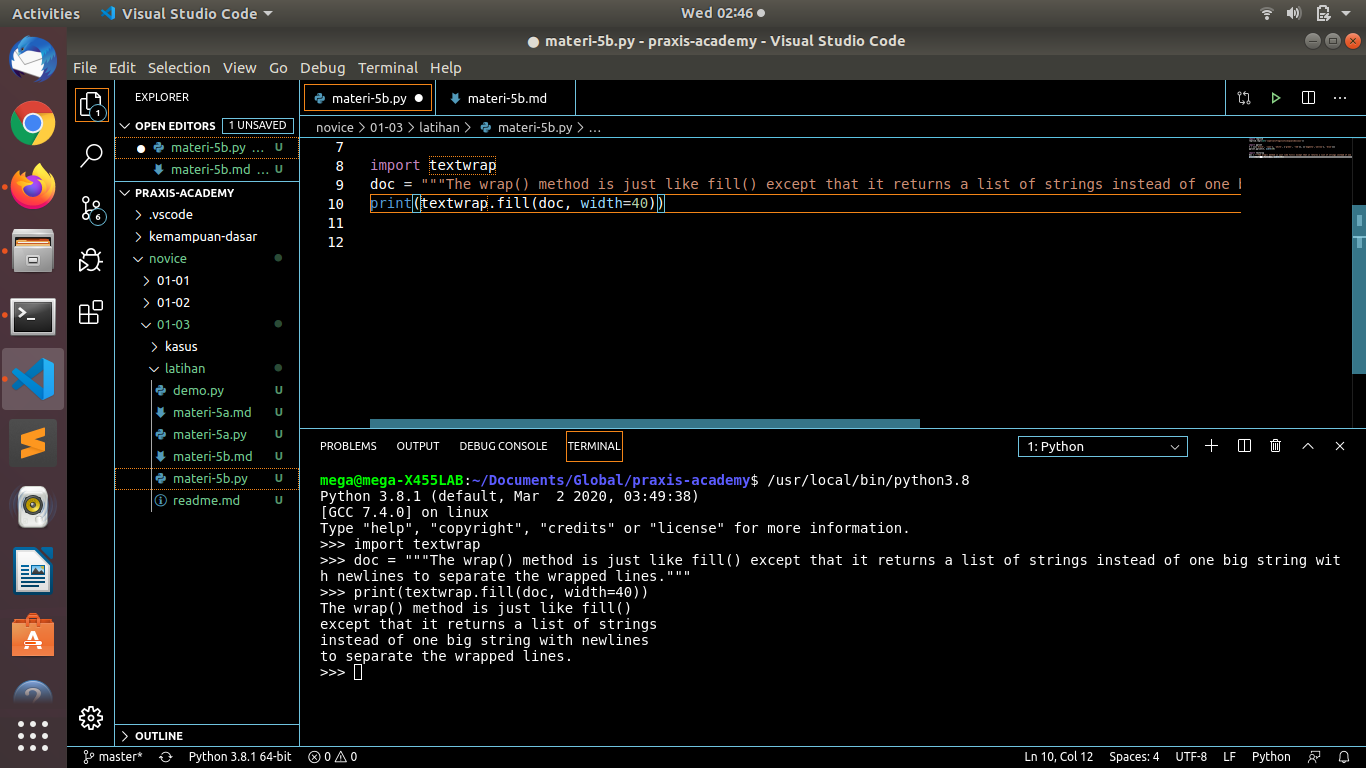 Activities Visual Studio Code Wed 02:46
materi-5b.py - praxis-academy - Visual Studio Code
File Edit Selection View Go Debug Terminal Help
EXPLORER
OPEN EDITORS 1 UNSAVED
materi-5b.py ... U
materi-5b.md ... U
PRAXIS-ACADEMY
.vscode
kemampuan-dasar
novice
01-01
01-02
01-03
kasus
latihan
demo.py U
materi-5a.md U
materi-5a.py U
materi-5b.md U
materi-5b.py U
readme.md U
OUTLINE
1
6
materi-5b.py materi-5b.md
novice > 01-03 > latihan > materi-5b.py > ...
7
8 import textwrap
9 doc = """The wrap() method is just like fill() except that it returns a list of strings instead of one
10 print(textwrap.fill(doc, width=40))
11
12
PROBLEMS OUTPUT DEBUG CONSOLE TERMINAL 1: Python
mega@mega-X455LAB:~/Documents/Global/praxis-academy$ /usr/local/bin/python3.8
Python 3.8.1 (default, Mar  2 2020, 03:49:38)
[GCC 7.4.0] on linux
Type "help", "copyright", "credits" or "license" for more information.
>>> import textwrap
>>> doc = """The wrap() method is just like fill() except that it returns a list of strings instead of one big string wit
h newlines to separate the wrapped lines."""
>>> print(textwrap.fill(doc, width=40))
The wrap() method is just like fill()
except that it returns a list of strings
instead of one big string with newlines
to separate the wrapped lines.
>>>
master* Python 3.8.1 64-bit 0 0 Ln 10, Col 12 Spaces: 4 UTF-8 LF Python